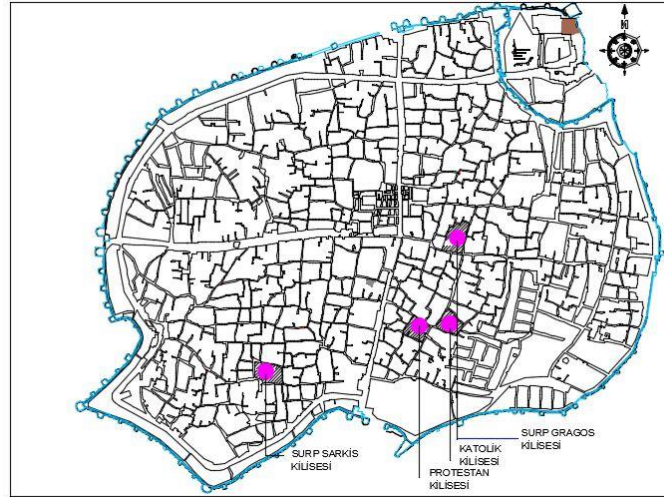 N
SURP SARKİS
KİLİSESİ
SURP GRAGOS
KİLİSESİ
KATOLİK
KİLİSESİ
PROTESTAN
KİLİSESİ